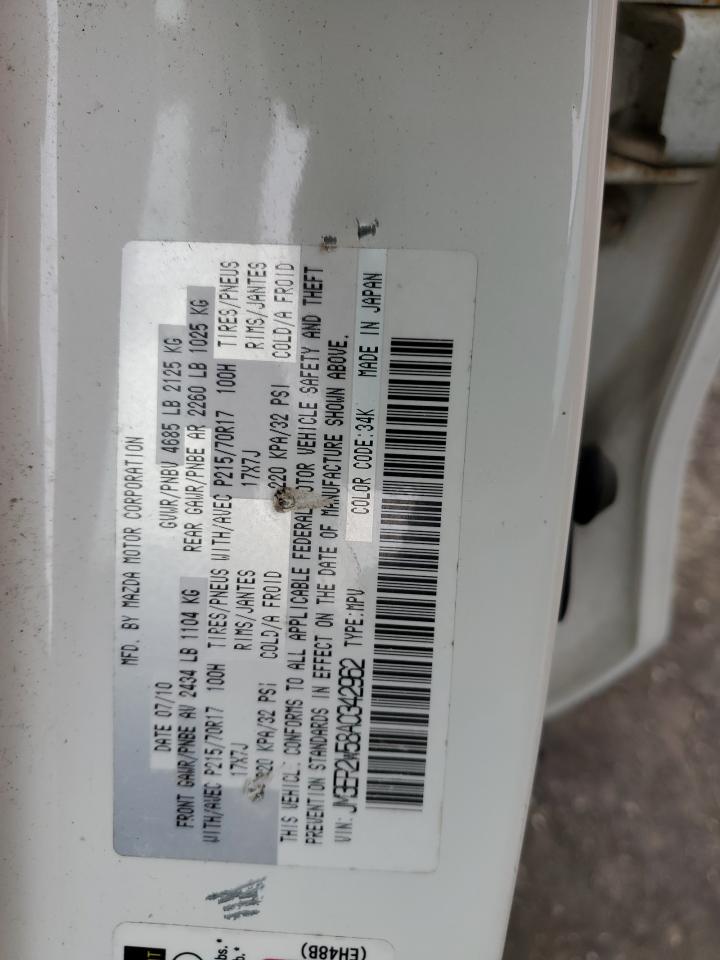 MFD. BY MAZDA MOTOR CORPORATION
DATE 07/10 GVWR/PNBV 4685 LB 2125 KG
FRONT GAWR/PNBE AV 2434 LB 1104 KG REAR GAWR/PNBE AR 2260 LB 1025 KG
WITH/AVEC P215/70R17 100H TIRES/PNEUS WITH/AVEC P215/70R17 100H TIRES/PNEUS
17X7J RIMS/JANTES 17X7J RIMS/JANTES
220 KPA/32 PSI COLD/A FROID 220 KPA/32 PSI COLD/A FROID
THIS VEHICLE CONFORMS TO ALL APPLICABLE FEDERAL MOTOR VEHICLE SAFETY AND THEFT
PREVENTION STANDARDS IN EFFECT ON THE DATE OF MANUFACTURE SHOWN ABOVE.
VIN: JM3ER2W58A0342962 TYPE:MPV COLOR CODE:34K MADE IN JAPAN
(EH48B)